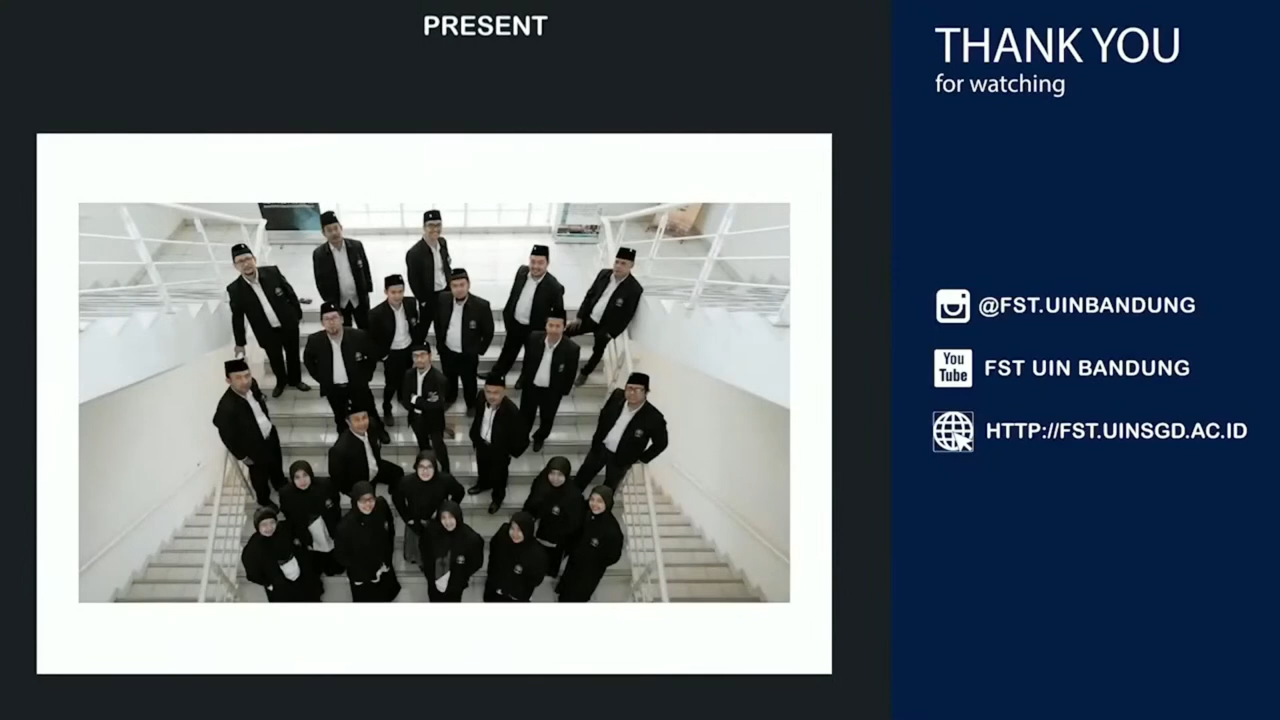 PRESENT
THANK YOU
for watching
@FST.UINBANDUNG
You
Tube
FST UIN BANDUNG
HTTP://FST.UINSGD.AC.ID